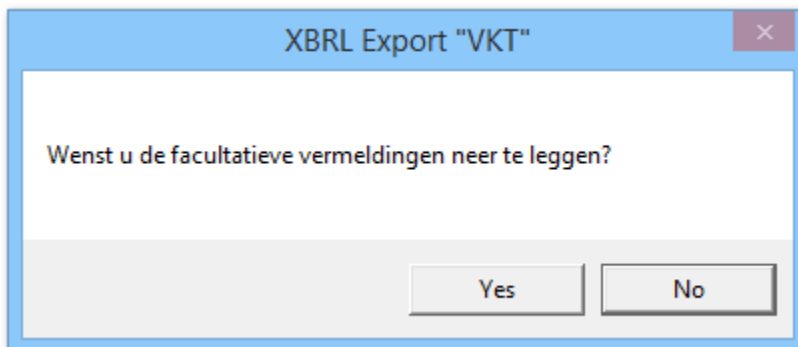 XBRL Export "VKT"
Wenst u de facultatieve vermeldingen neer te leggen?
Yes
No